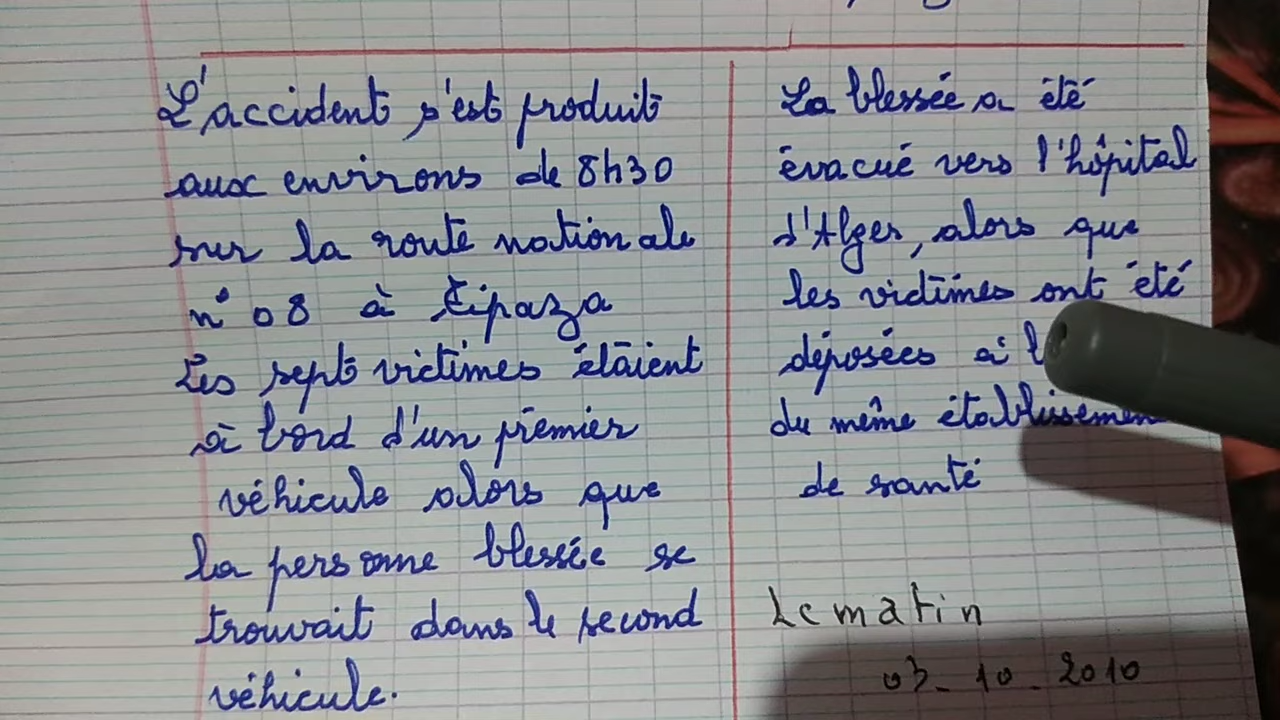 L'accident s'est produit
aux environs de 8h30
sur la route nationale
n° 08 à Tipaza
Les sept victimes étaient
à bord d'un premier
véhicule alors que
la personne blessée se
trouvait dans le second
véhicule.
La blessée a été
évacué vers l'hôpital
d'Alger, alors que
les victimes ont été
déposées à
du même établissement
de santé
Le matin
03-10-2010